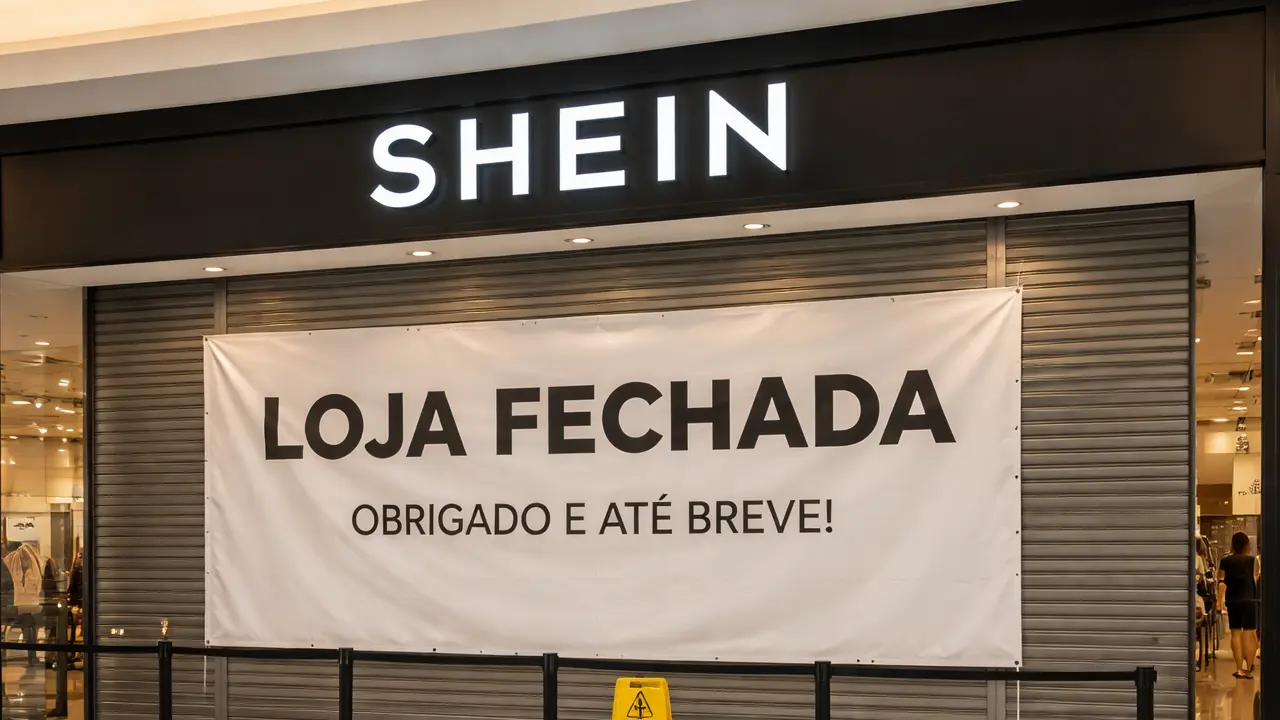 SHEIN
LOJA FECHADA
OBRIGADO E ATÉ BREVE!